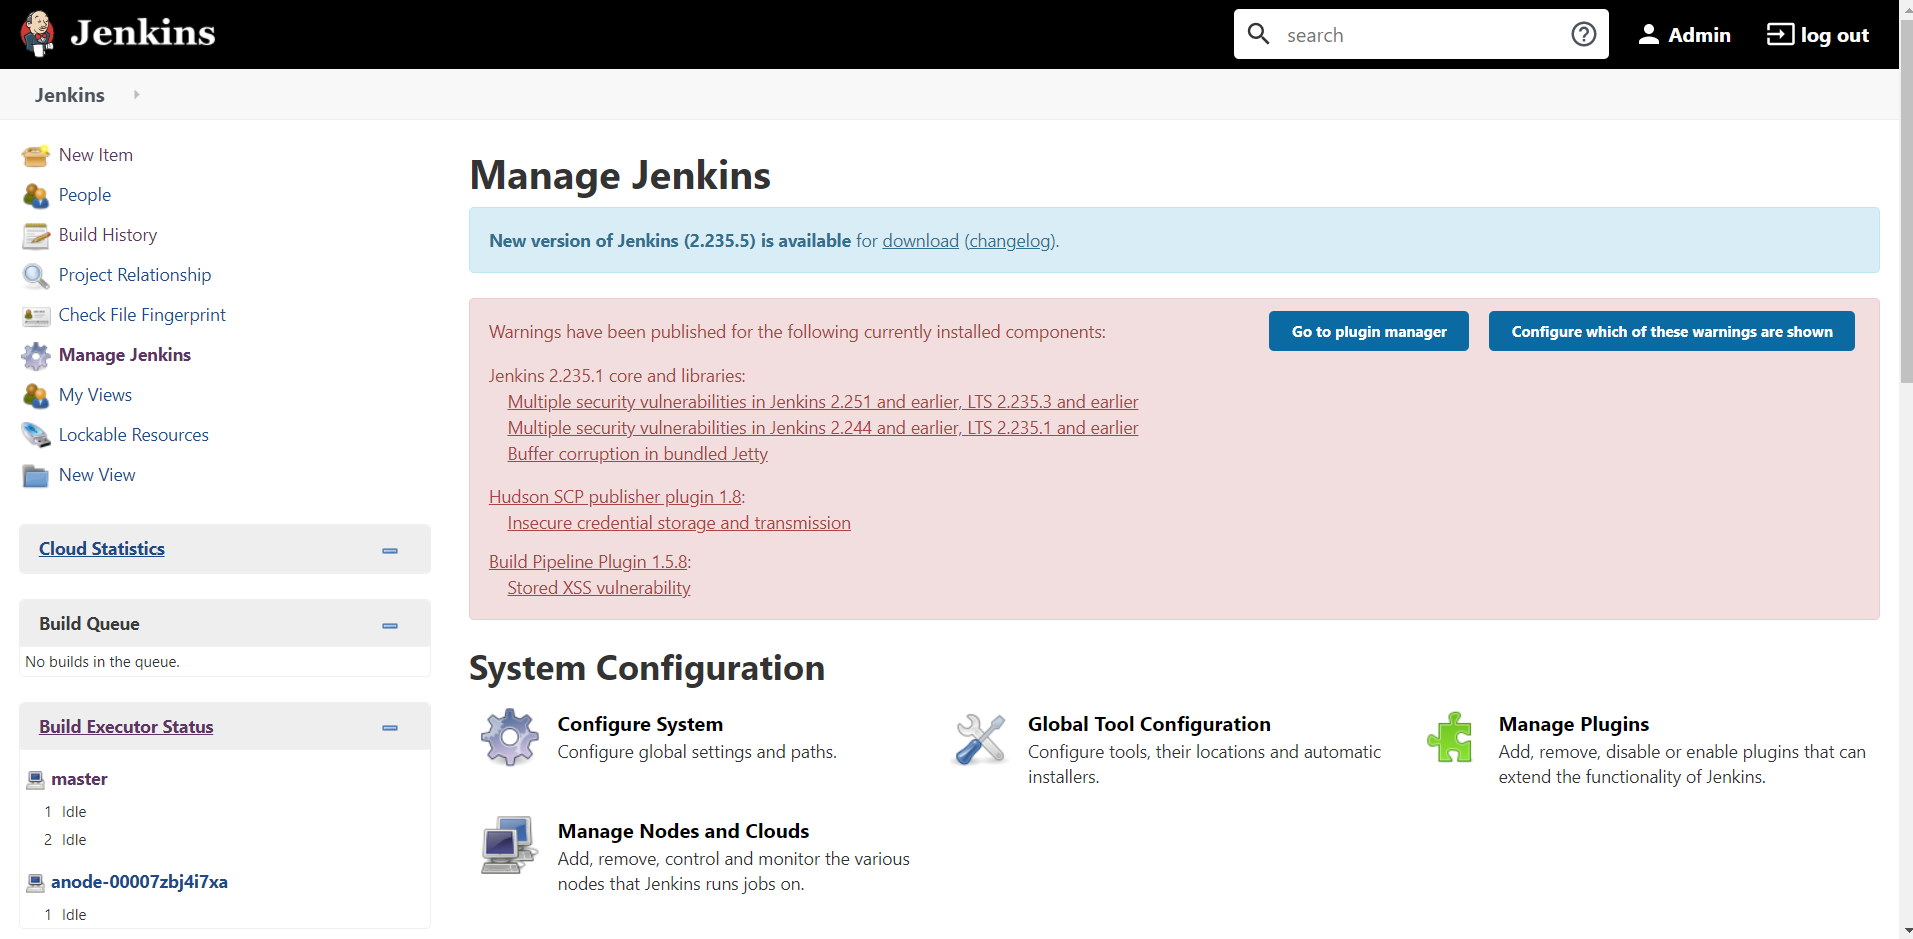 Jenkins
search
Admin
log out
Jenkins
New Item
People
Build History
Project Relationship
Check File Fingerprint
Manage Jenkins
My Views
Lockable Resources
New View
Cloud Statistics
Build Queue
No builds in the queue.
Build Executor Status
master
1 Idle
2 Idle
anode-00007zbj4i7xa
1 Idle
Manage Jenkins
New version of Jenkins (2.235.5) is available for download (changelog).
Warnings have been published for the following currently installed components:
Go to plugin manager
Configure which of these warnings are shown
Jenkins 2.235.1 core and libraries:
Multiple security vulnerabilities in Jenkins 2.251 and earlier, LTS 2.235.3 and earlier
Multiple security vulnerabilities in Jenkins 2.244 and earlier, LTS 2.235.1 and earlier
Buffer corruption in bundled Jetty
Hudson SCP publisher plugin 1.8:
Insecure credential storage and transmission
Build Pipeline Plugin 1.5.8:
Stored XSS vulnerability
System Configuration
Configure System
Configure global settings and paths.
Global Tool Configuration
Configure tools, their locations and automatic
installers.
Manage Plugins
Add, remove, disable or enable plugins that can
extend the functionality of Jenkins.
Manage Nodes and Clouds
Add, remove, control and monitor the various
nodes that Jenkins runs jobs on.